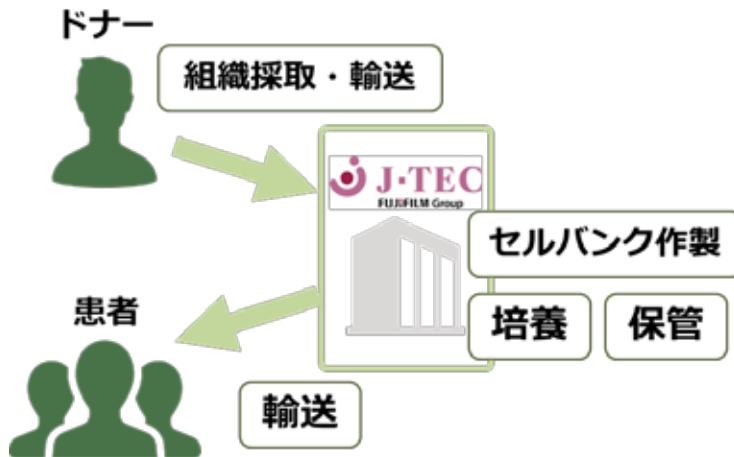 ドナー
組織採取・輸送
J-TEC
FUJIFILM Group
セルバンク作製
培養
保管
患者
輸送